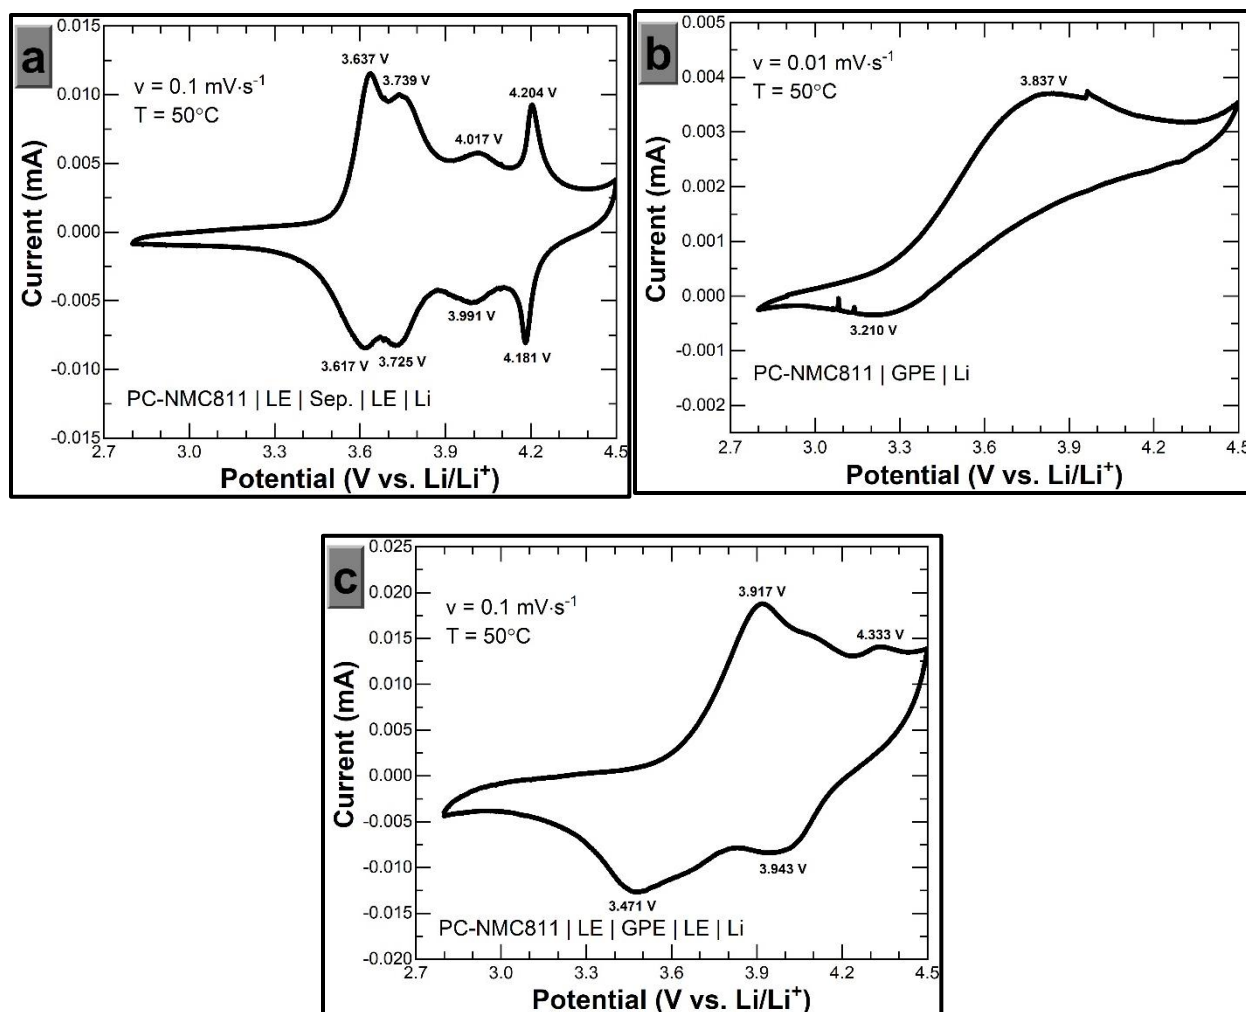 a
v = 0.1 mV·s⁻¹
T = 50°C
3.637 V
3.739 V
4.017 V
4.204 V
3.617 V
3.725 V
3.991 V
4.181 V
PC-NMC811 | LE | Sep. | LE | Li
0.015
0.010
0.005
0.000
-0.005
-0.010
-0.015
Current (mA)
2.7 3.0 3.3 3.6 3.9 4.2 4.5
Potential (V vs. Li/Li⁺)
b
v = 0.01 mV·s⁻¹
T = 50°C
3.837 V
3.210 V
PC-NMC811 | GPE | Li
0.005
0.004
0.003
0.002
0.001
0.000
-0.001
-0.002
Current (mA)
2.7 3.0 3.3 3.6 3.9 4.2 4.5
Potential (V vs. Li/Li⁺)
c
v = 0.1 mV·s⁻¹
T = 50°C
3.917 V
4.333 V
3.471 V
3.943 V
PC-NMC811 | LE | GPE | LE | Li
0.025
0.020
0.015
0.010
0.005
0.000
-0.005
-0.010
-0.015
-0.020
Current (mA)
2.7 3.0 3.3 3.6 3.9 4.2 4.5
Potential (V vs. Li/Li⁺)